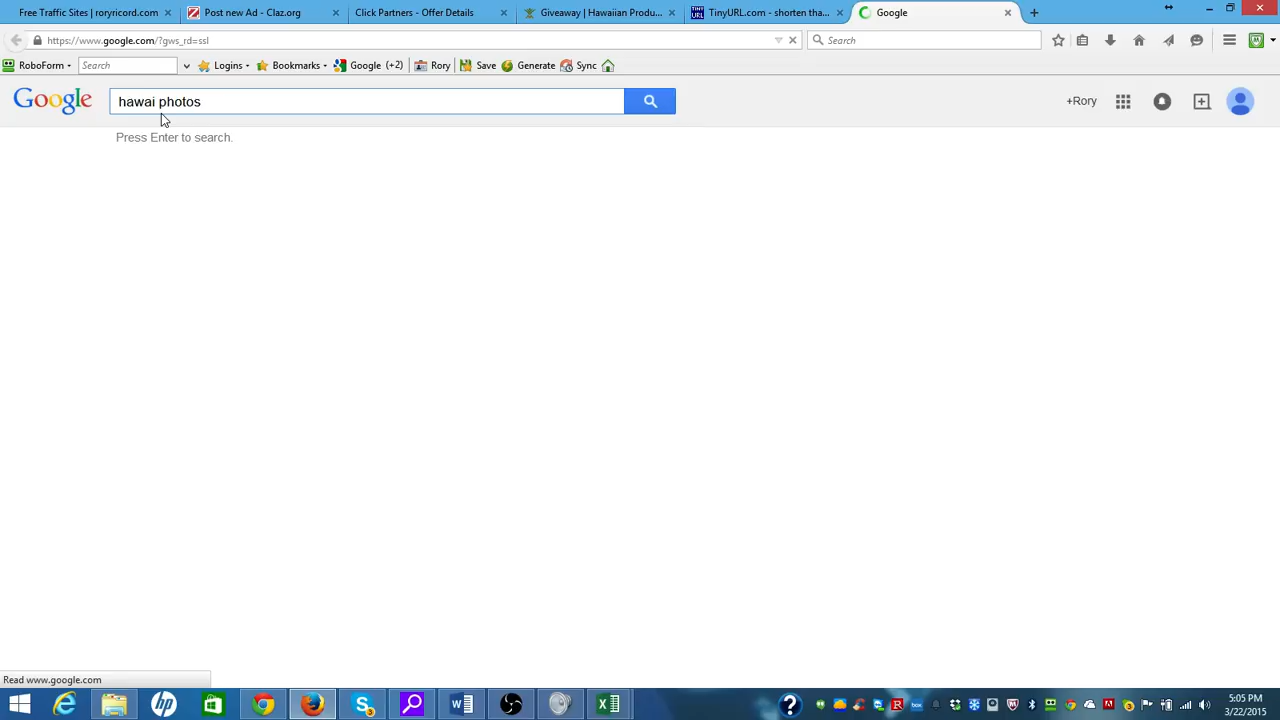 Free Traffic Sites | roryricord.com
Post new Ad - Claz.org
Click Partners - Offer Details
Giveaway | Hawaiian Produ...
TINY URL
TinyURL.com - shorten tha...
Google
https://www.google.com/?gws_rd=ssl
Search
RoboForm
Search
Logins
Bookmarks
Google (+2)
Rory
Save
Generate
Sync
Google
hawai photos
+Rory
Press Enter to search.
Read www.google.com
5:05 PM
3/22/2015